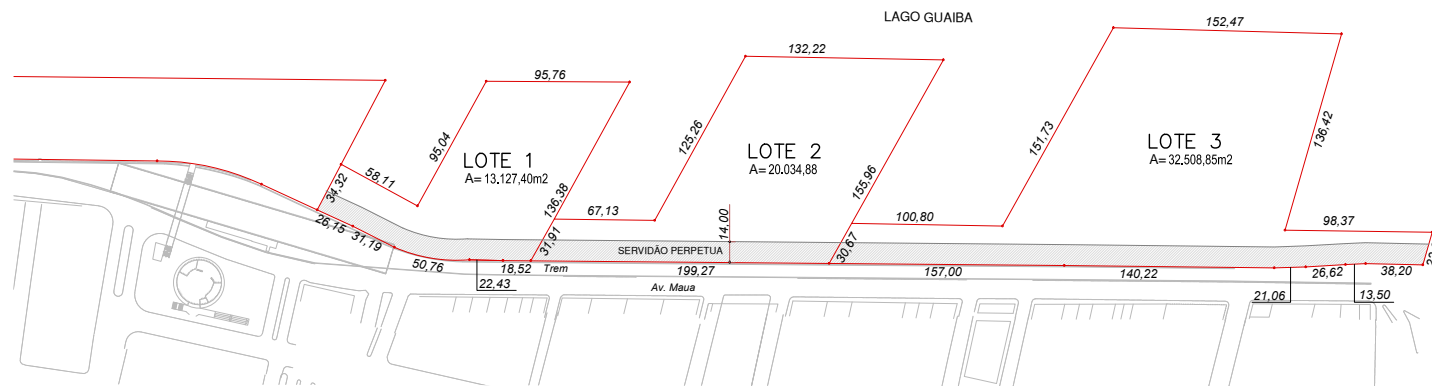 LAGO GUAIBA
152,47
132,22
95,76
95,04
125,26
151,73
136,42
LOTE 1
A= 13.127,40m2
LOTE 2
A= 20.034,88
LOTE 3
A= 32.508,85m2
58,11
34,32
136,38
155,96
67,13
100,80
98,37
26,15
31,19
31,91
14,00
30,67
SERVIDÃO PERPETUA
50,76
18,52
Trem
199,27
157,00
140,22
26,62
38,20
22,43
Av. Maua
21,06
13,50